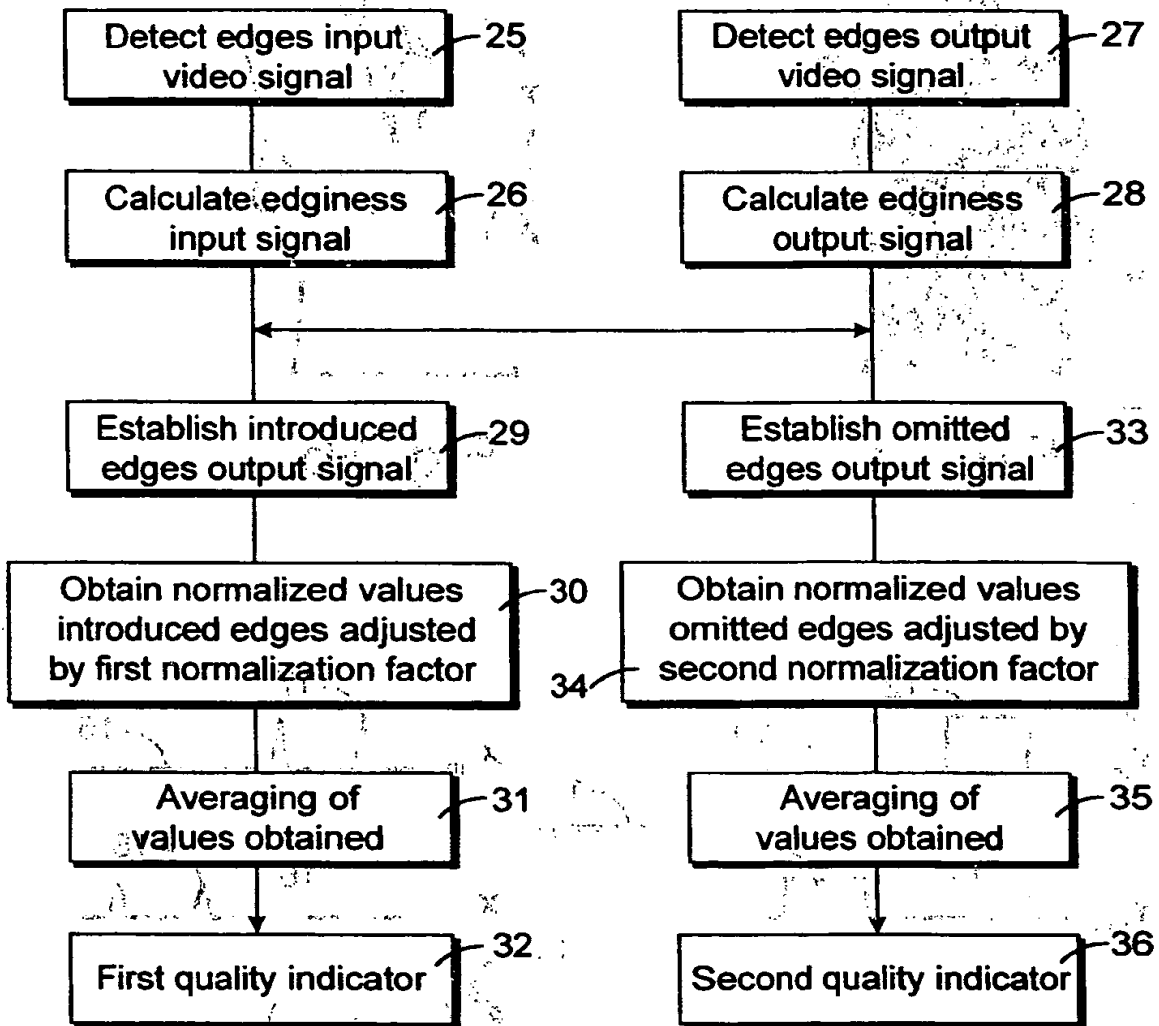 Detect edges input
video signal
25
Detect edges output
video signal
27
Calculate edginess
input signal
26
Calculate edginess
output signal
28
Establish introduced
edges output signal
29
Establish omitted
edges output signal
33
Obtain normalized values
introduced edges adjusted
by first normalization factor
30
Obtain normalized values
omitted edges adjusted by
second normalization factor
34
Averaging of
values obtained
31
Averaging of
values obtained
35
First quality indicator
32
Second quality indicator
36